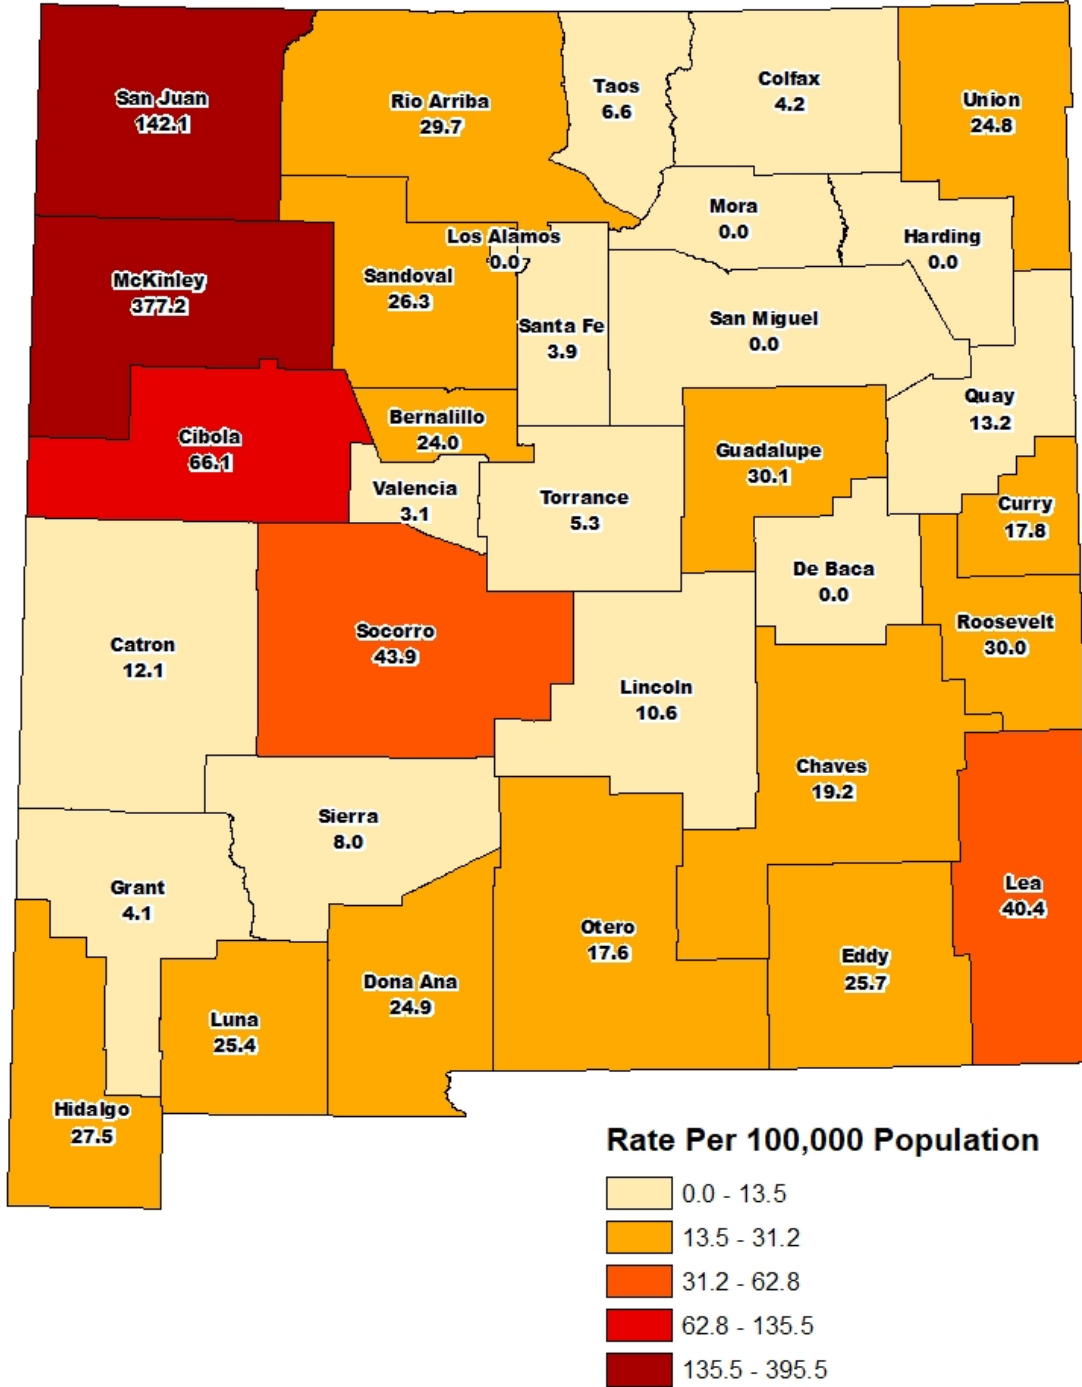 San Juan
142.1
Rio Arriba
29.7
Taos
6.6
Colfax
4.2
Union
24.8
Mora
0.0
Harding
0.0
Los Alamos
0.0
McKinley
377.2
Sandoval
26.3
Santa Fe
3.9
San Miguel
0.0
Quay
13.2
Cibola
66.1
Bernalillo
24.0
Guadalupe
30.1
Valencia
3.1
Torrance
5.3
Curry
17.8
De Baca
0.0
Roosevelt
30.0
Catron
12.1
Socorro
43.9
Lincoln
10.6
Chaves
19.2
Sierra
8.0
Grant
4.1
Lea
40.4
Otero
17.6
Eddy
25.7
Dona Ana
24.9
Luna
25.4
Hidalgo
27.5
Rate Per 100,000 Population
0.0 - 13.5
13.5 - 31.2
31.2 - 62.8
62.8 - 135.5
135.5 - 395.5